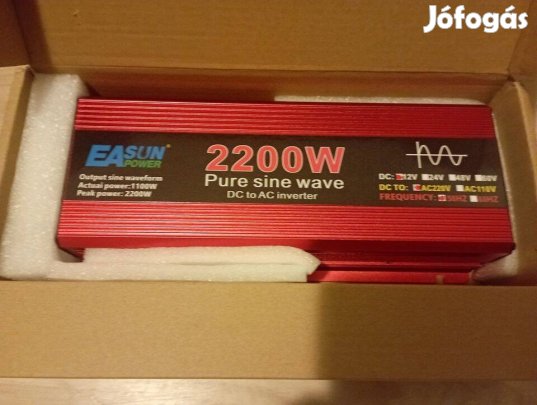 Jófogás
EASUN®
POWER
Output sine waveform
Actual power:1100W
Peak power: 2200W
2200W
Pure sine wave
DC to AC inverter
DC: 12V 24V 48V 60V
DC TO: AC220V AC110V
FREQUENCY: 50HZ 60HZ